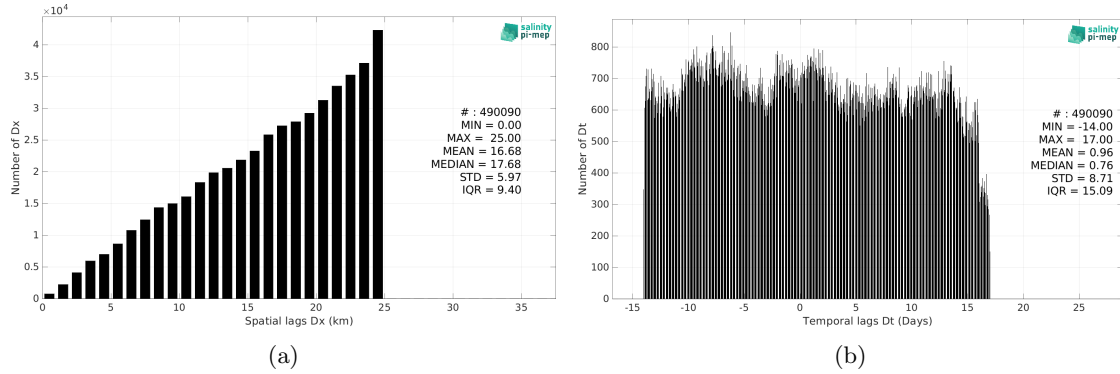 ×10⁴
4
3.5
3
2.5
2
1.5
1
0.5
0
Number of Dx
0 5 10 15 20 25 30 35
Spatial lags Dx (km)
salinity
pi-mep
# : 490090
MIN = 0.00
MAX = 25.00
MEAN = 16.68
MEDIAN = 17.68
STD = 5.97
IQR = 9.40
(a)
800
700
600
500
400
300
200
100
0
Number of Dt
-15 -10 -5 0 5 10 15 20 25
Temporal lags Dt (Days)
salinity
pi-mep
# : 490090
MIN = -14.00
MAX = 17.00
MEAN = 0.96
MEDIAN = 0.76
STD = 8.71
IQR = 15.09
(b)